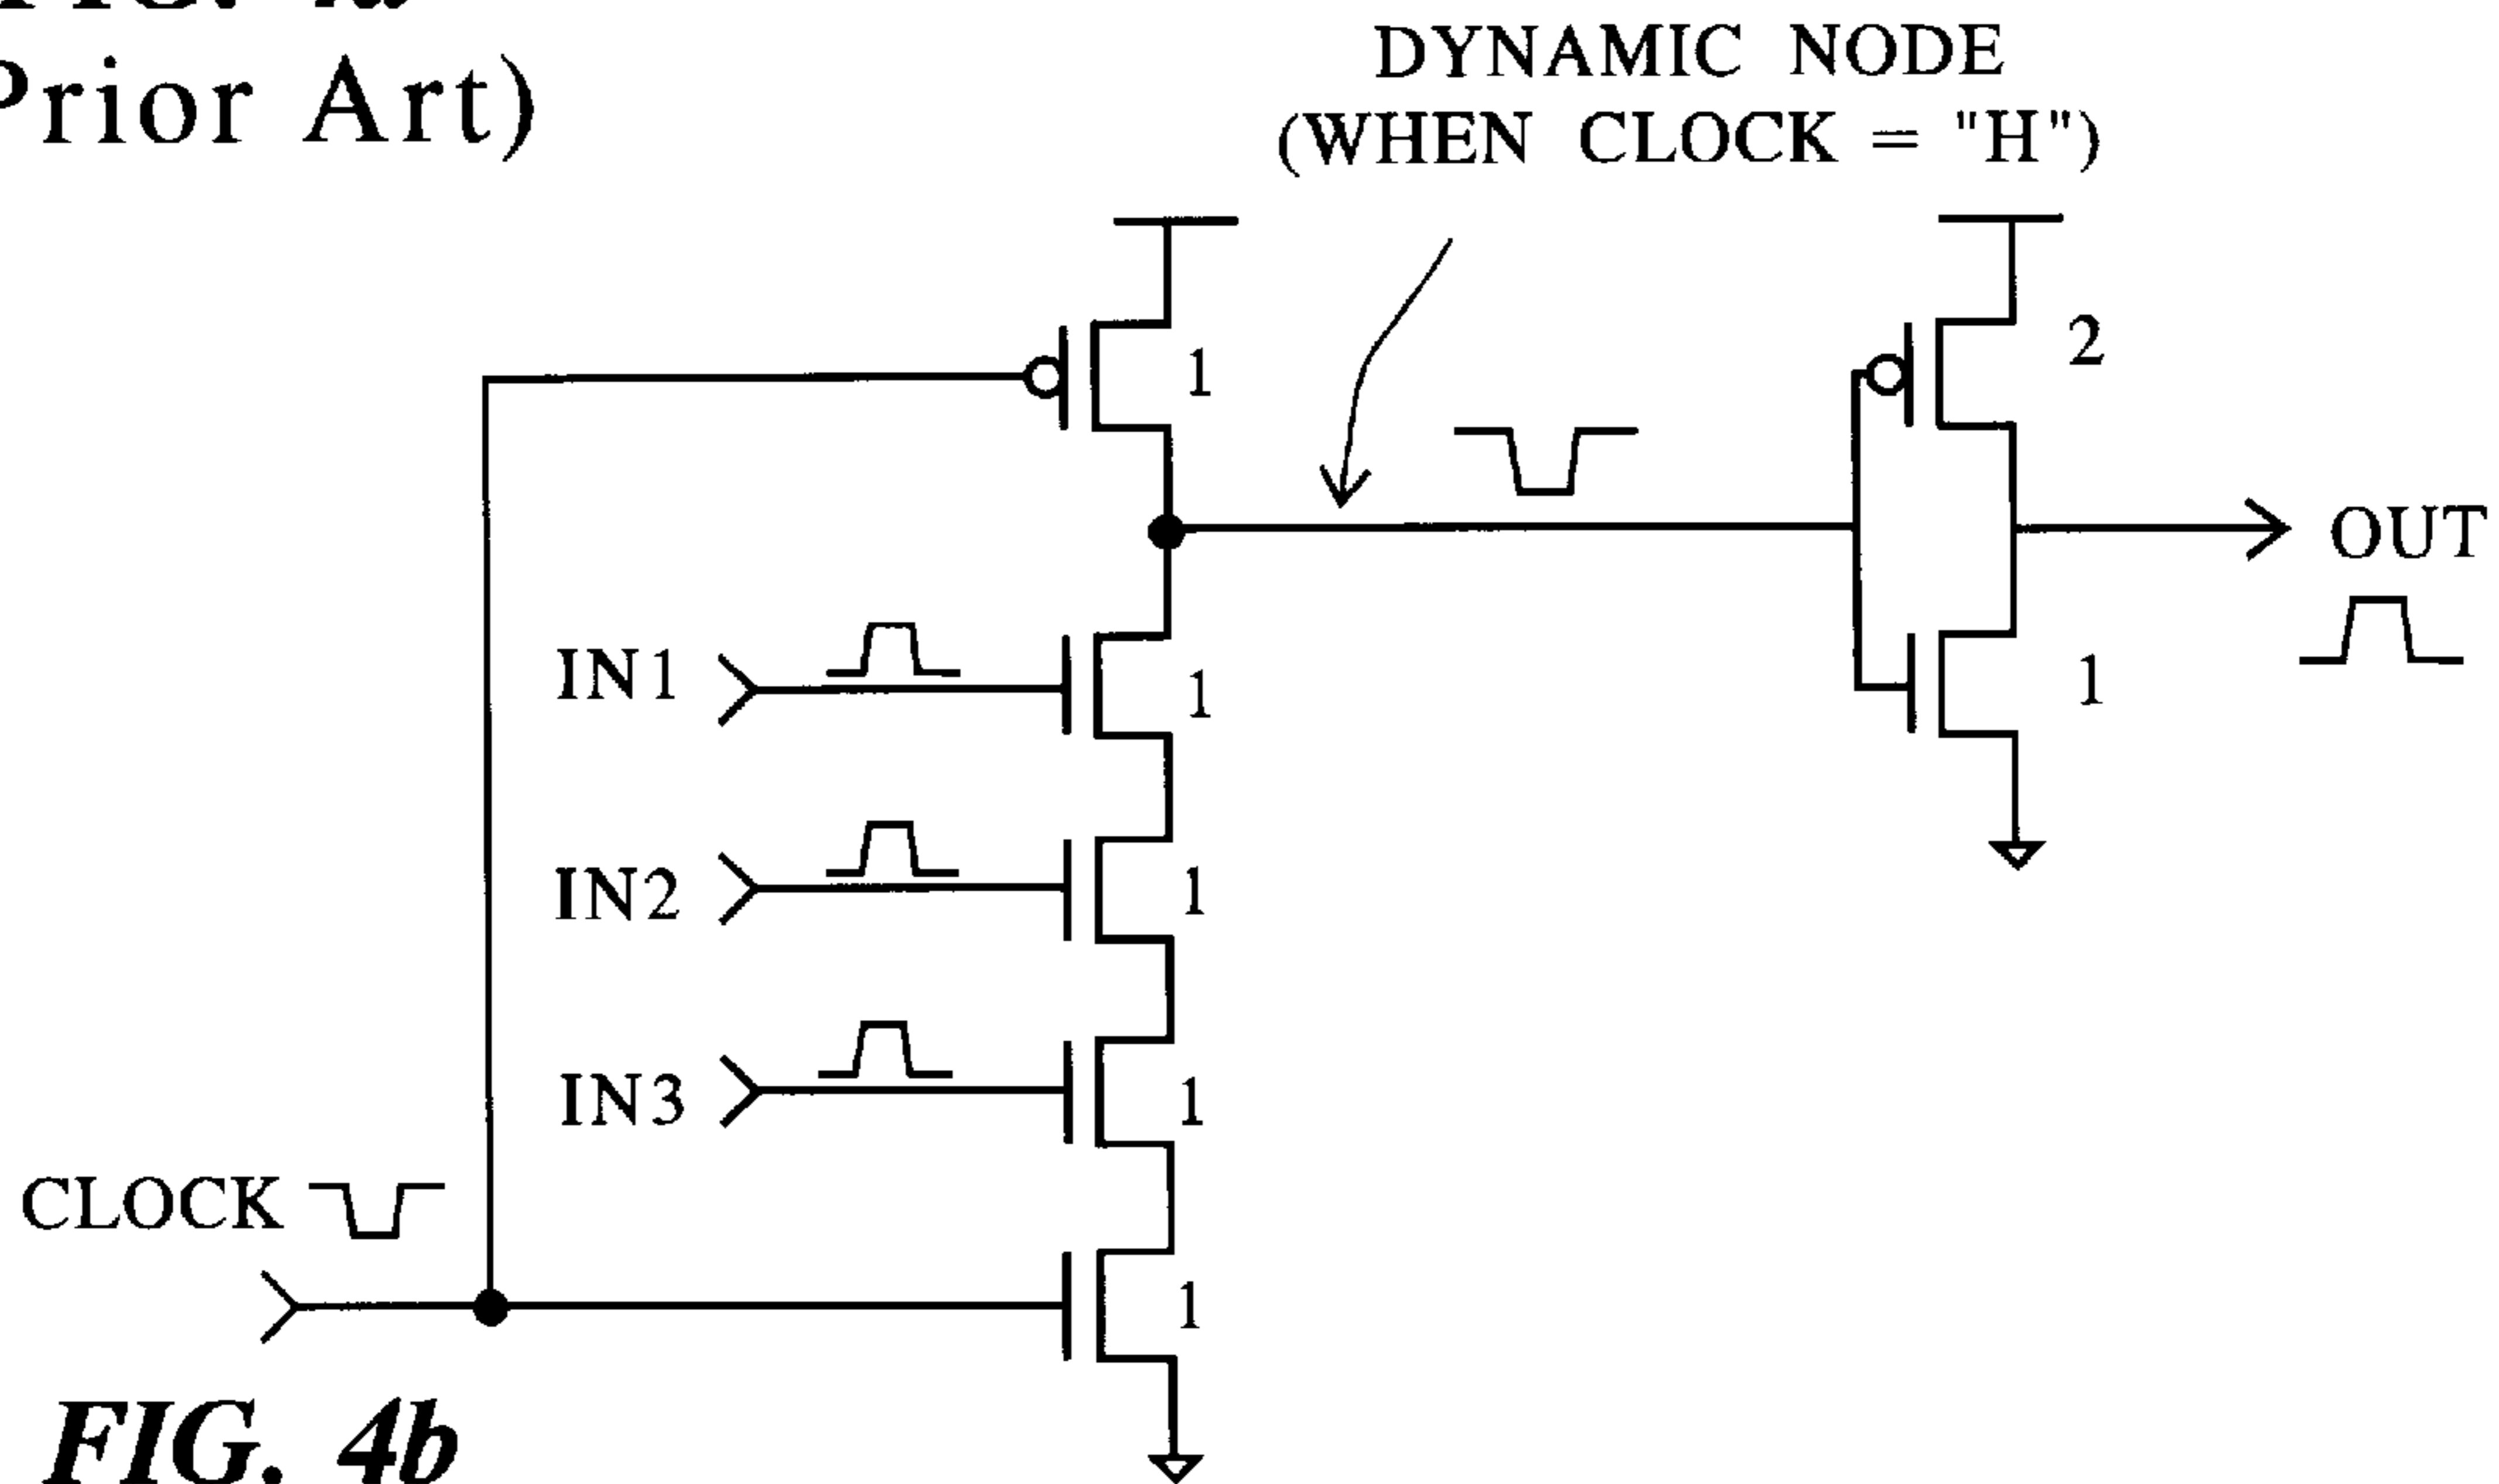 Prior Art)
DYNAMIC NODE
(WHEN CLOCK = "H")
1
2
OUT
IN1
1
1
IN2
1
IN3
1
CLOCK
1
FIG. 4b